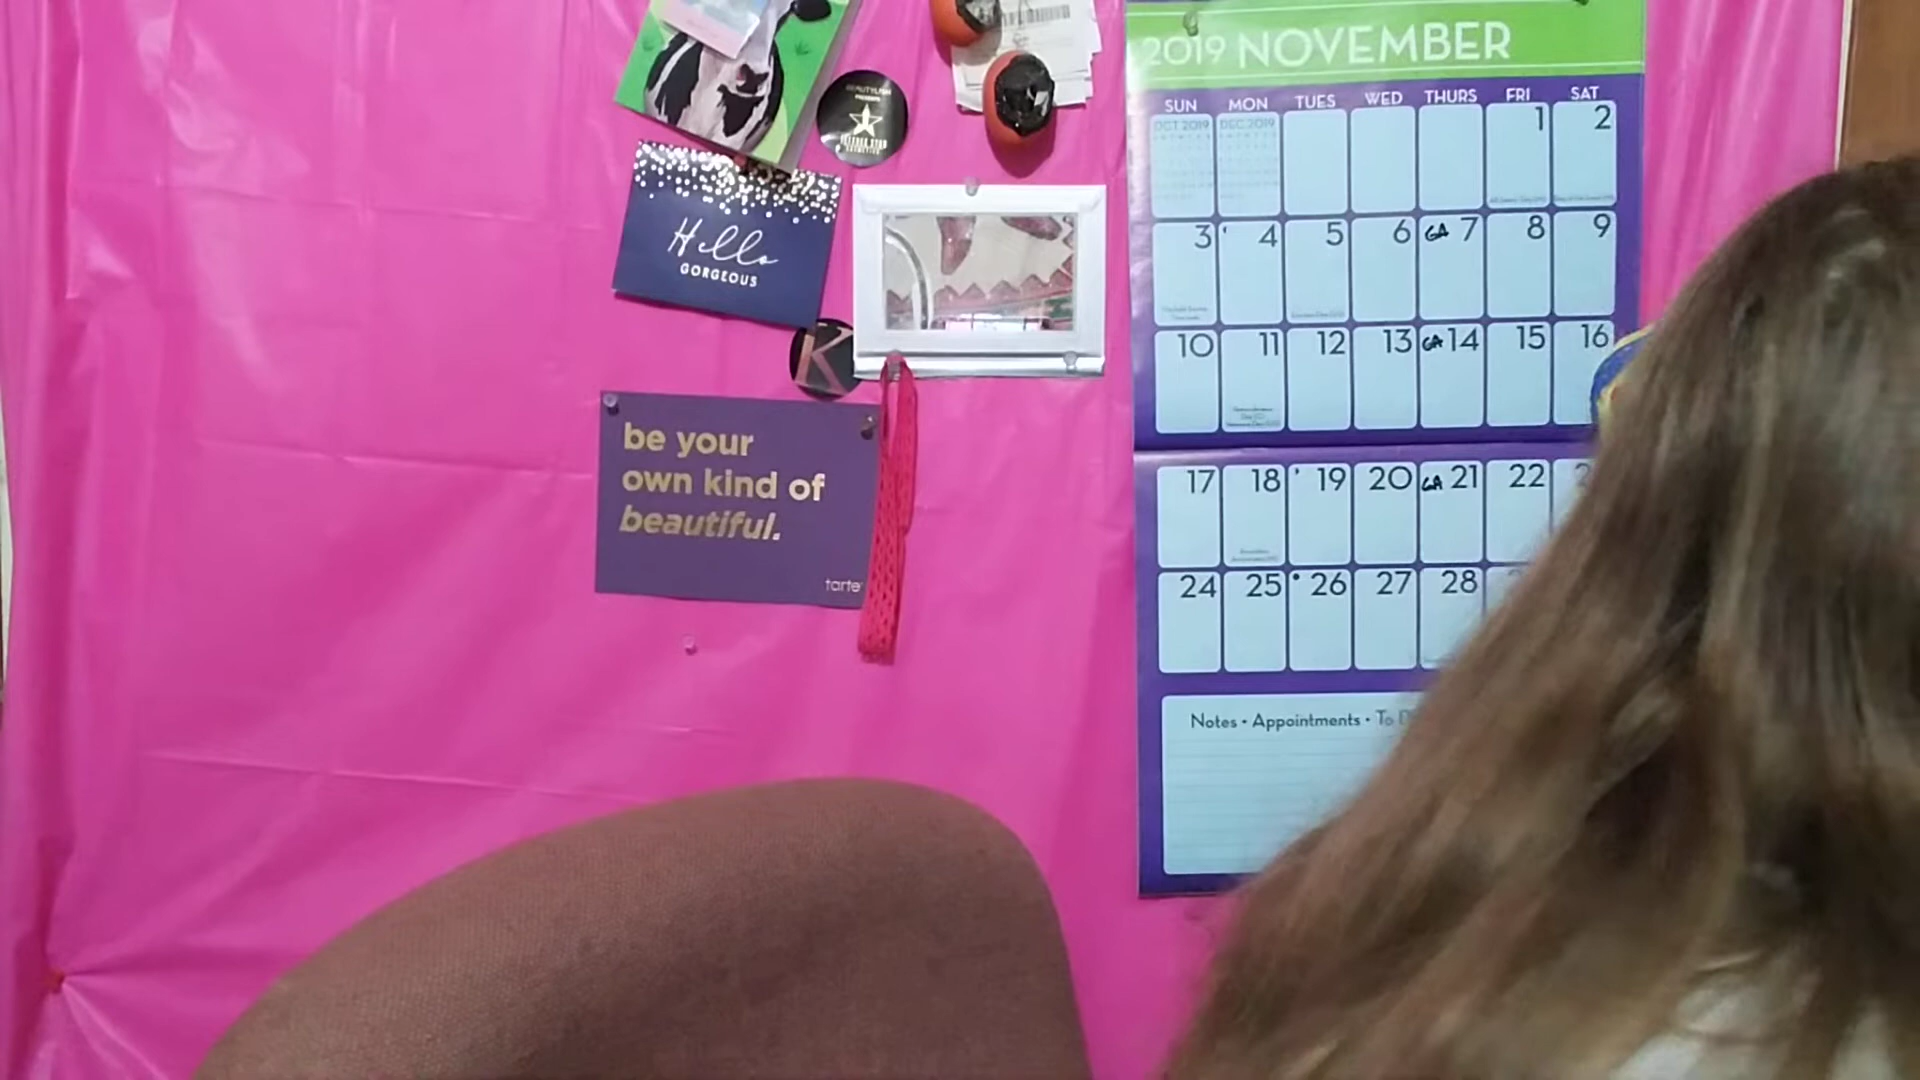 2019 NOVEMBER
SUN MON TUES WED THURS FRI SAT
OCT 2019 DEC 2019 1 2
3 4 5 6 GA 7 8 9
10 11 12 13 GA 14 15 16
17 18 19 20 GA 21 22
24 25 26 27 28
Notes • Appointments • To D
BEAUTYLISH
PRESENTS
Hello
GORGEOUS
K
be your
own kind of
beautiful.
tarte